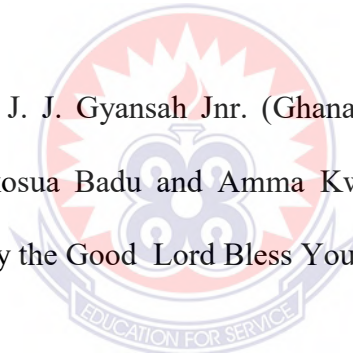 J. J. Gyansah Jnr. (Ghana
osua Badu and Amma Kw
y the Good Lord Bless You
EDUCATION FOR SERVICE